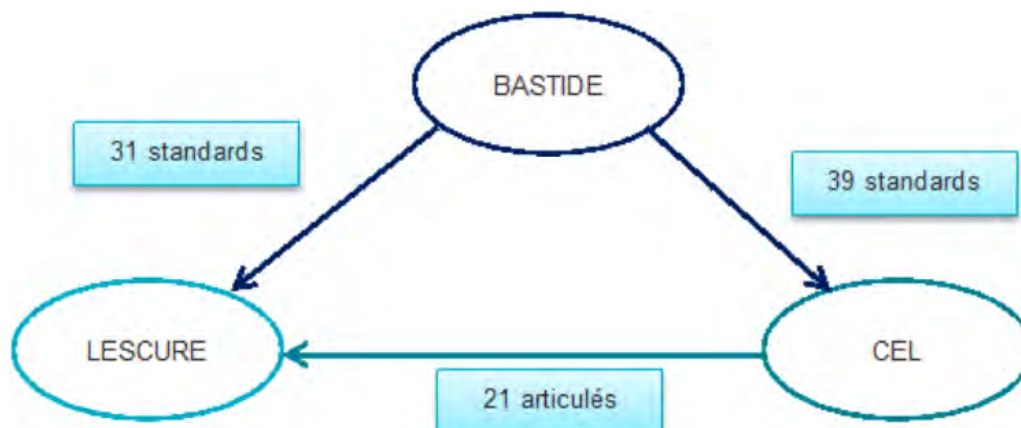 BASTIDE
31 standards
39 standards
LESCURE
CEL
21 articulés